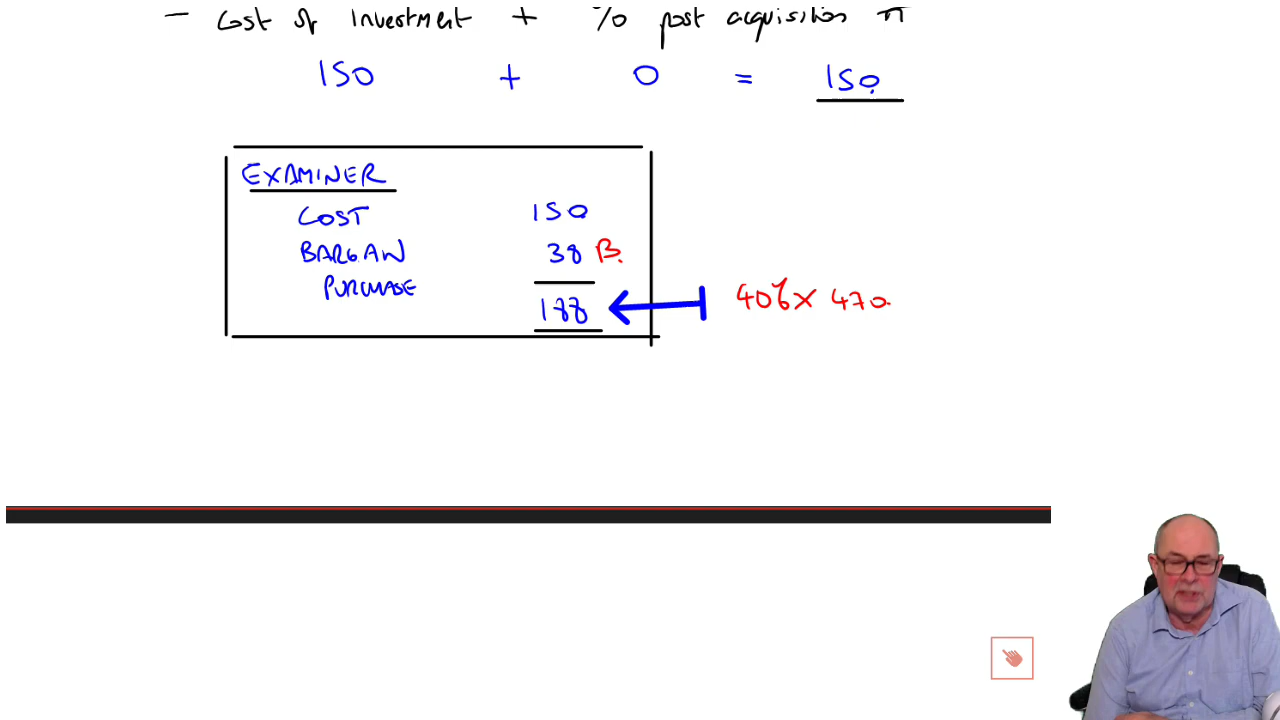 - Cost of Investment + % post acquisition π
150 + 0 = 150
EXAMINER
COST 150
BARGAIN 38 B.
PURCHASE
188 40% x 470